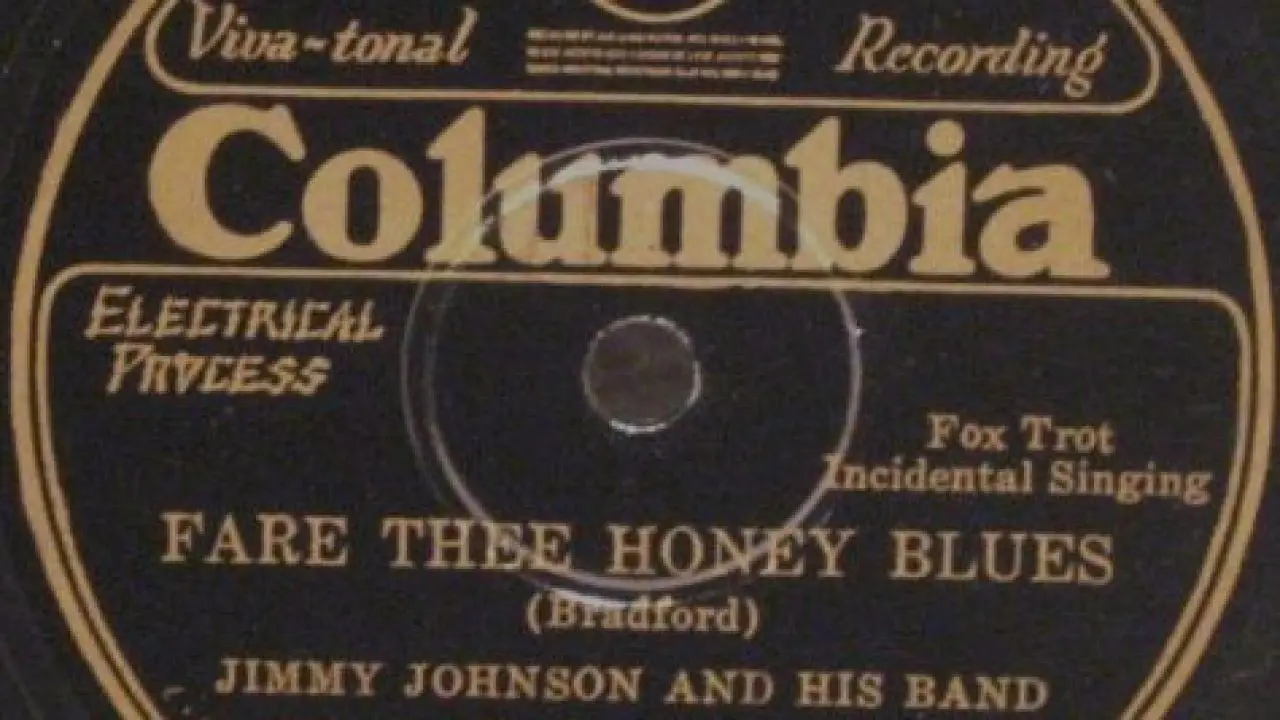 Viva-tonal Recording
Columbia
ELECTRICAL
PROCESS
Fox Trot
Incidental Singing
FARE THEE HONEY BLUES
(Bradford)
JIMMY JOHNSON AND HIS BAND